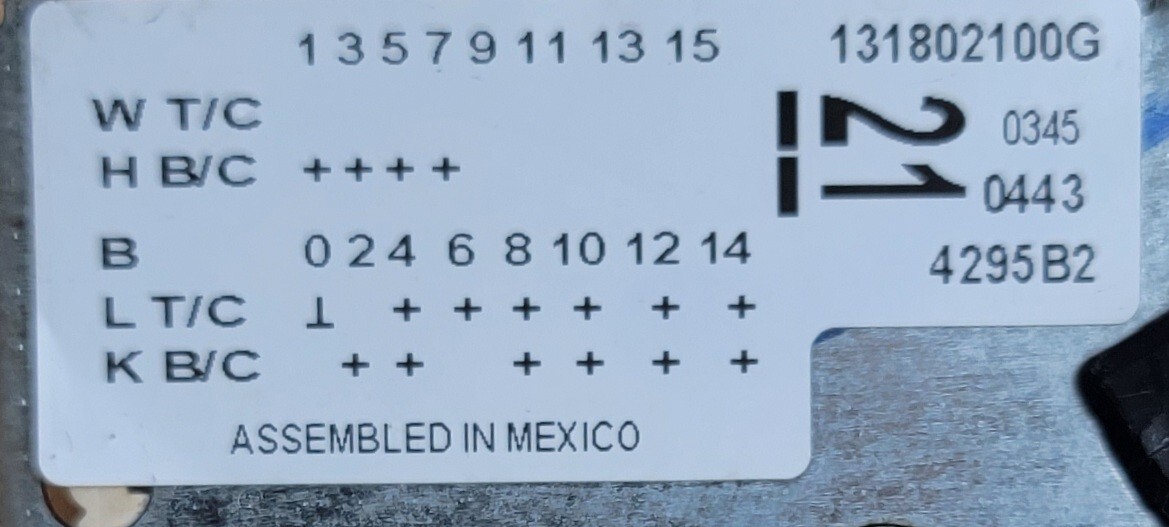 1 3 5 7 9 11 13 15 131802100G
W T/C
H B/C + + + +
21
0345
0443
B 0 2 4 6 8 10 12 14
4295B2
L T/C ⊥ + + + + + +
K B/C + + + + + +
ASSEMBLED IN MEXICO